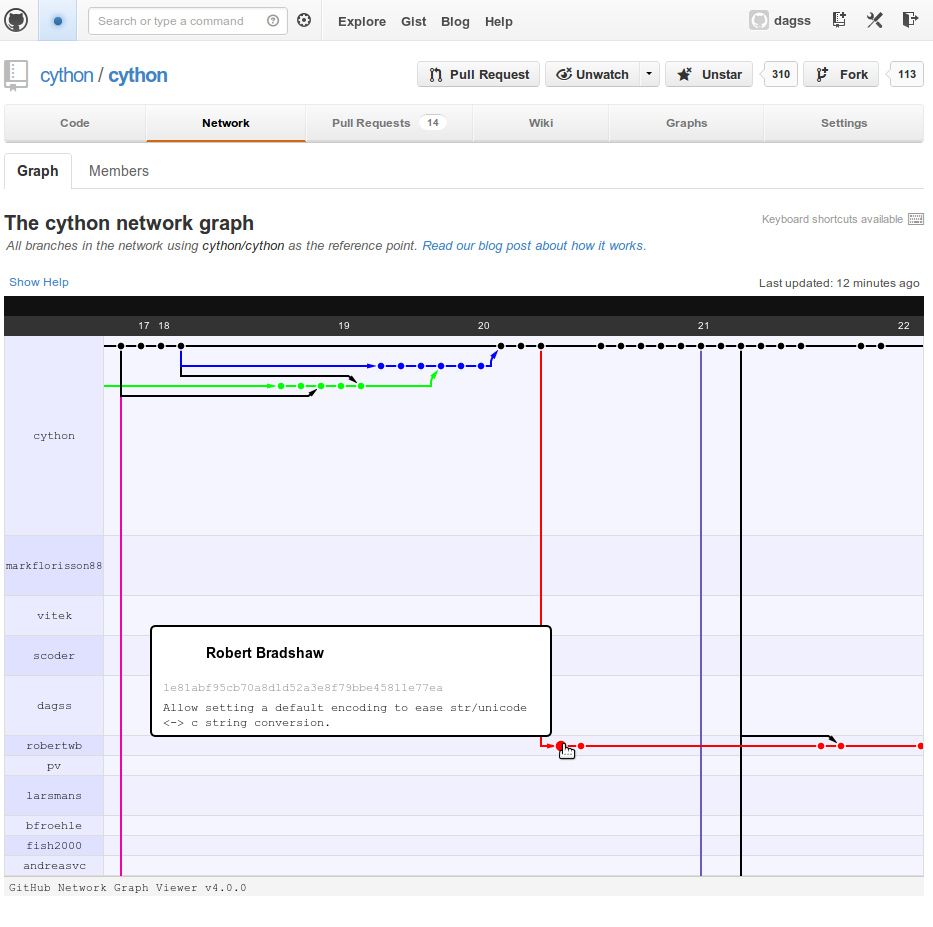 Search or type a command
Explore Gist Blog Help
dagss
cython / cython
Pull Request
Unwatch
Unstar 310
Fork 113
Code
Network
Pull Requests 14
Wiki
Graphs
Settings
Graph Members
The cython network graph
Keyboard shortcuts available
All branches in the network using cython/cython as the reference point. Read our blog post about how it works.
Show Help
Last updated: 12 minutes ago
17 18 19 20 21 22
cython
markflorisson88
vitek
scoder
Robert Bradshaw
1e81abf95cb70a8d1d52a3e8f79bbe45811e77ea
Allow setting a default encoding to ease str/unicode
<-> c string conversion.
dagss
robertwb
pv
larsmans
bfroehle
fish2000
andreasvc
GitHub Network Graph Viewer v4.0.0